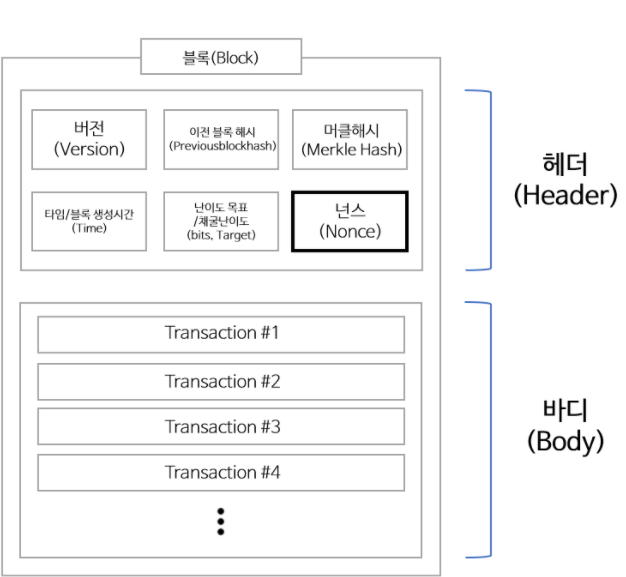 블록(Block)
버전
(Version)
이전 블록 해시
(Previousblockhash)
머클해시
(Merkle Hash)
타임/블록 생성시간
(Time)
난이도 목표
/채굴난이도
(bits, Target)
넌스
(Nonce)
헤더
(Header)
Transaction #1
Transaction #2
Transaction #3
Transaction #4
바디
(Body)